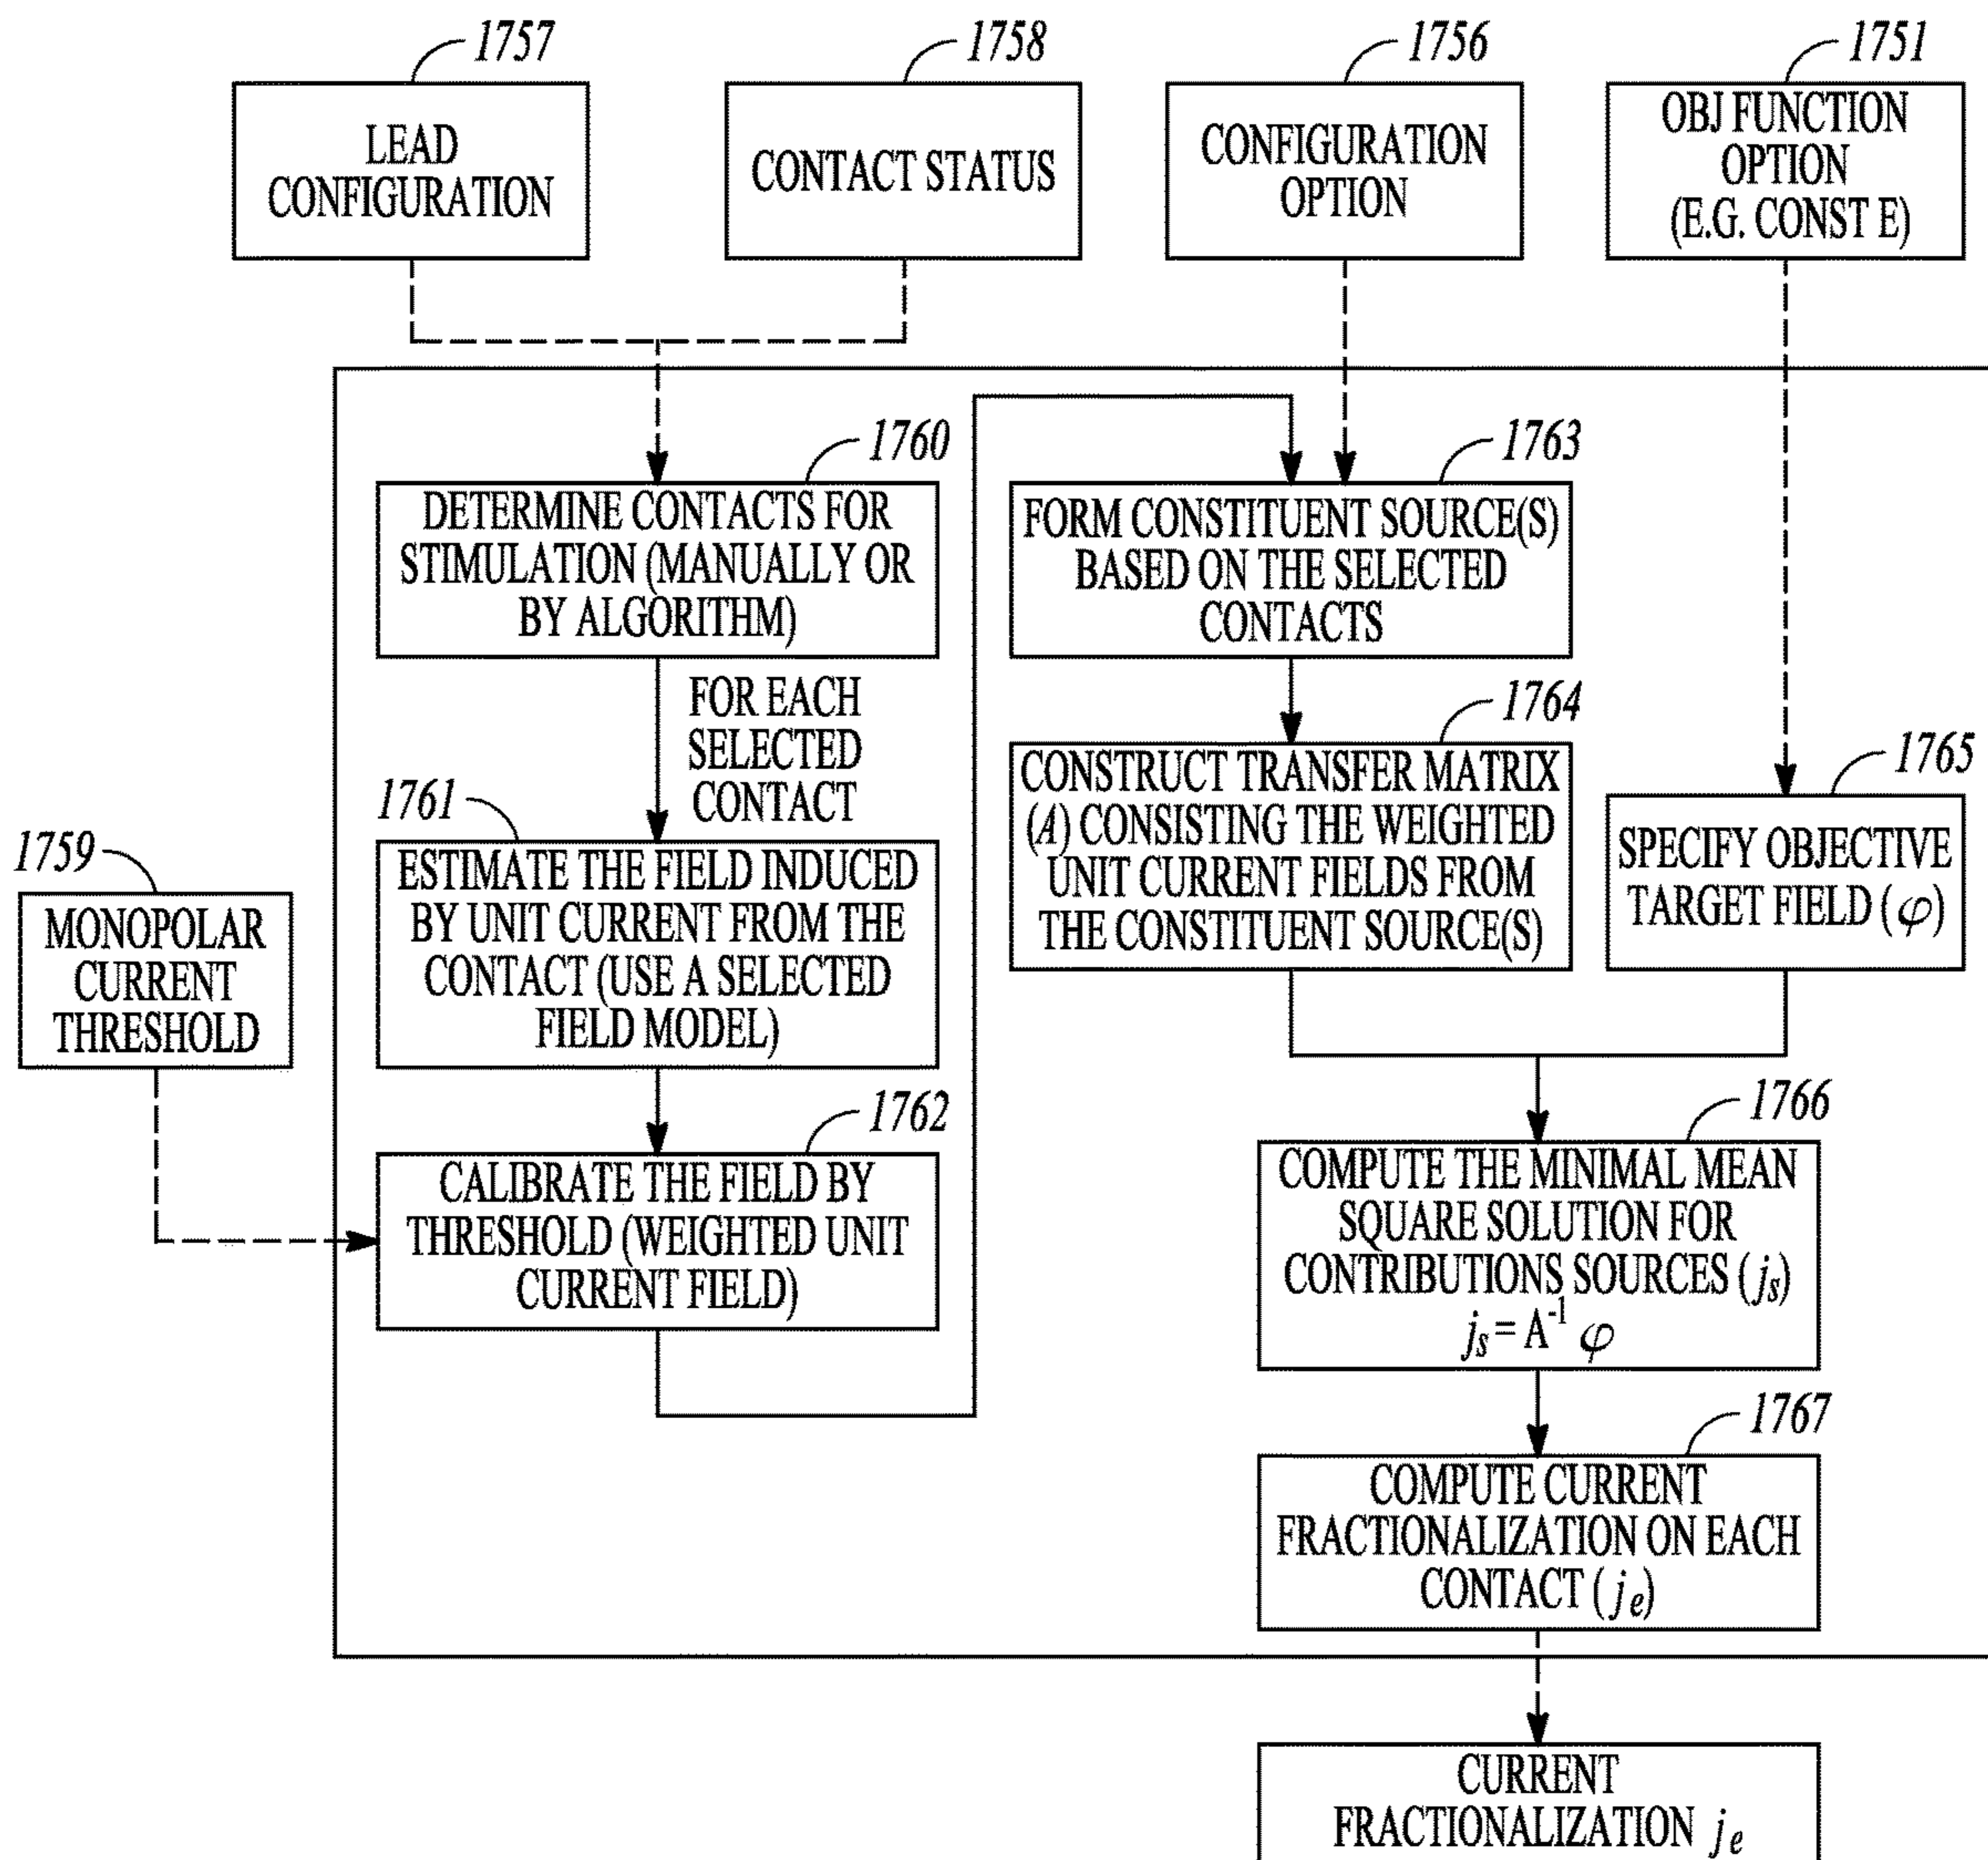 1757
LEAD
CONFIGURATION
1758
CONTACT STATUS
1756
CONFIGURATION
OPTION
1751
OBJ FUNCTION
OPTION
(E.G. CONST E)
1760
DETERMINE CONTACTS FOR
STIMULATION (MANUALLY OR
BY ALGORITHM)
FOR EACH
SELECTED
CONTACT
1761
ESTIMATE THE FIELD INDUCED
BY UNIT CURRENT FROM THE
CONTACT (USE A SELECTED
FIELD MODEL)
1759
MONOPOLAR
CURRENT
THRESHOLD
1762
CALIBRATE THE FIELD BY
THRESHOLD (WEIGHTED UNIT
CURRENT FIELD)
1763
FORM CONSTITUENT SOURCE(S)
BASED ON THE SELECTED
CONTACTS
1764
CONSTRUCT TRANSFER MATRIX
(A) CONSISTING THE WEIGHTED
UNIT CURRENT FIELDS FROM
THE CONSTITUENT SOURCE(S)
1765
SPECIFY OBJECTIVE
TARGET FIELD (φ)
1766
COMPUTE THE MINIMAL MEAN
SQUARE SOLUTION FOR
CONTRIBUTIONS SOURCES (jₛ)
jₛ = A⁻¹ φ
1767
COMPUTE CURRENT
FRACTIONALIZATION ON EACH
CONTACT (jₑ)
CURRENT
FRACTIONALIZATION jₑ